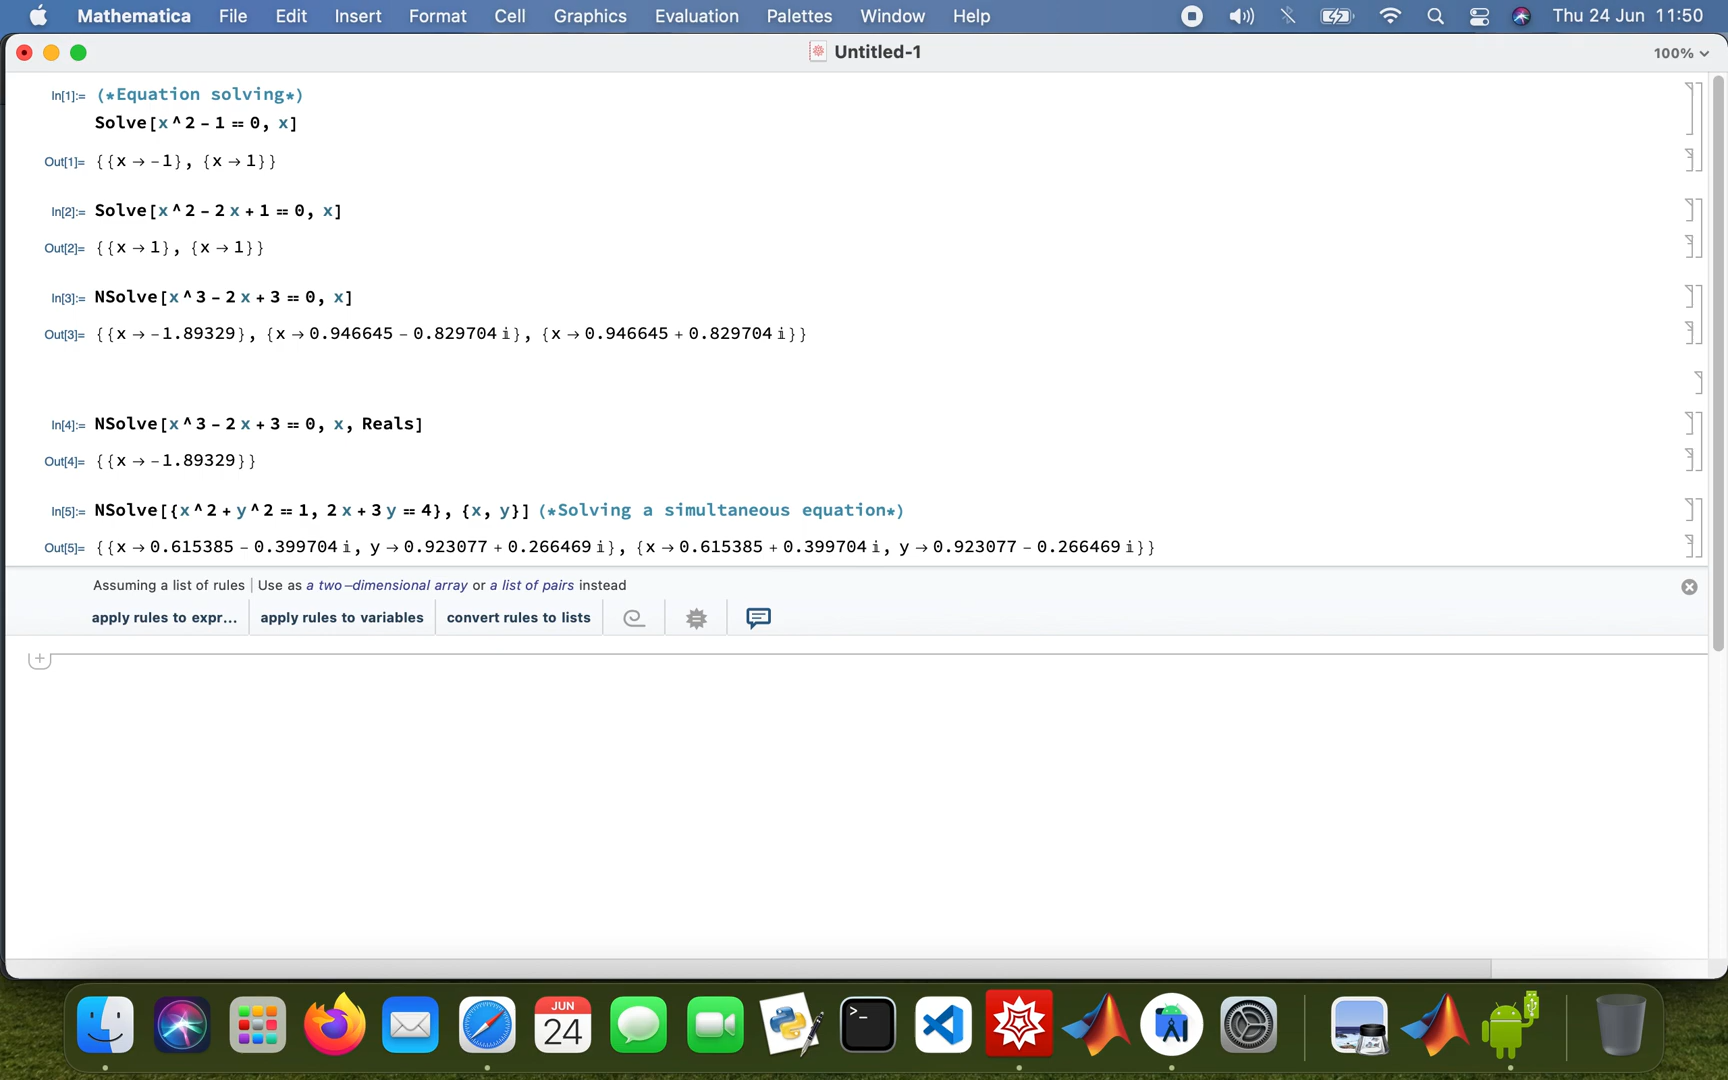 Mathematica File Edit Insert Format Cell Graphics Evaluation Palettes Window Help Thu 24 Jun 11:50
Untitled-1 100%
In[1]:= (*Equation solving*)
Solve[x^2-1==0, x]
Out[1]= {{x→-1}, {x→1}}
In[2]:= Solve[x^2-2 x+1==0, x]
Out[2]= {{x→1}, {x→1}}
In[3]:= NSolve[x^3-2 x+3==0, x]
Out[3]= {{x→-1.89329}, {x→0.946645-0.829704 i}, {x→0.946645+0.829704 i}}
In[4]:= NSolve[x^3-2 x+3==0, x, Reals]
Out[4]= {{x→-1.89329}}
In[5]:= NSolve[{x^2+y^2==1, 2 x+3 y==4}, {x, y}] (*Solving a simultaneous equation*)
Out[5]= {{x→0.615385-0.399704 i, y→0.923077+0.266469 i}, {x→0.615385+0.399704 i, y→0.923077-0.266469 i}}
Assuming a list of rules | Use as a two-dimensional array or a list of pairs instead
apply rules to expr... apply rules to variables convert rules to lists
JUN
24
>_